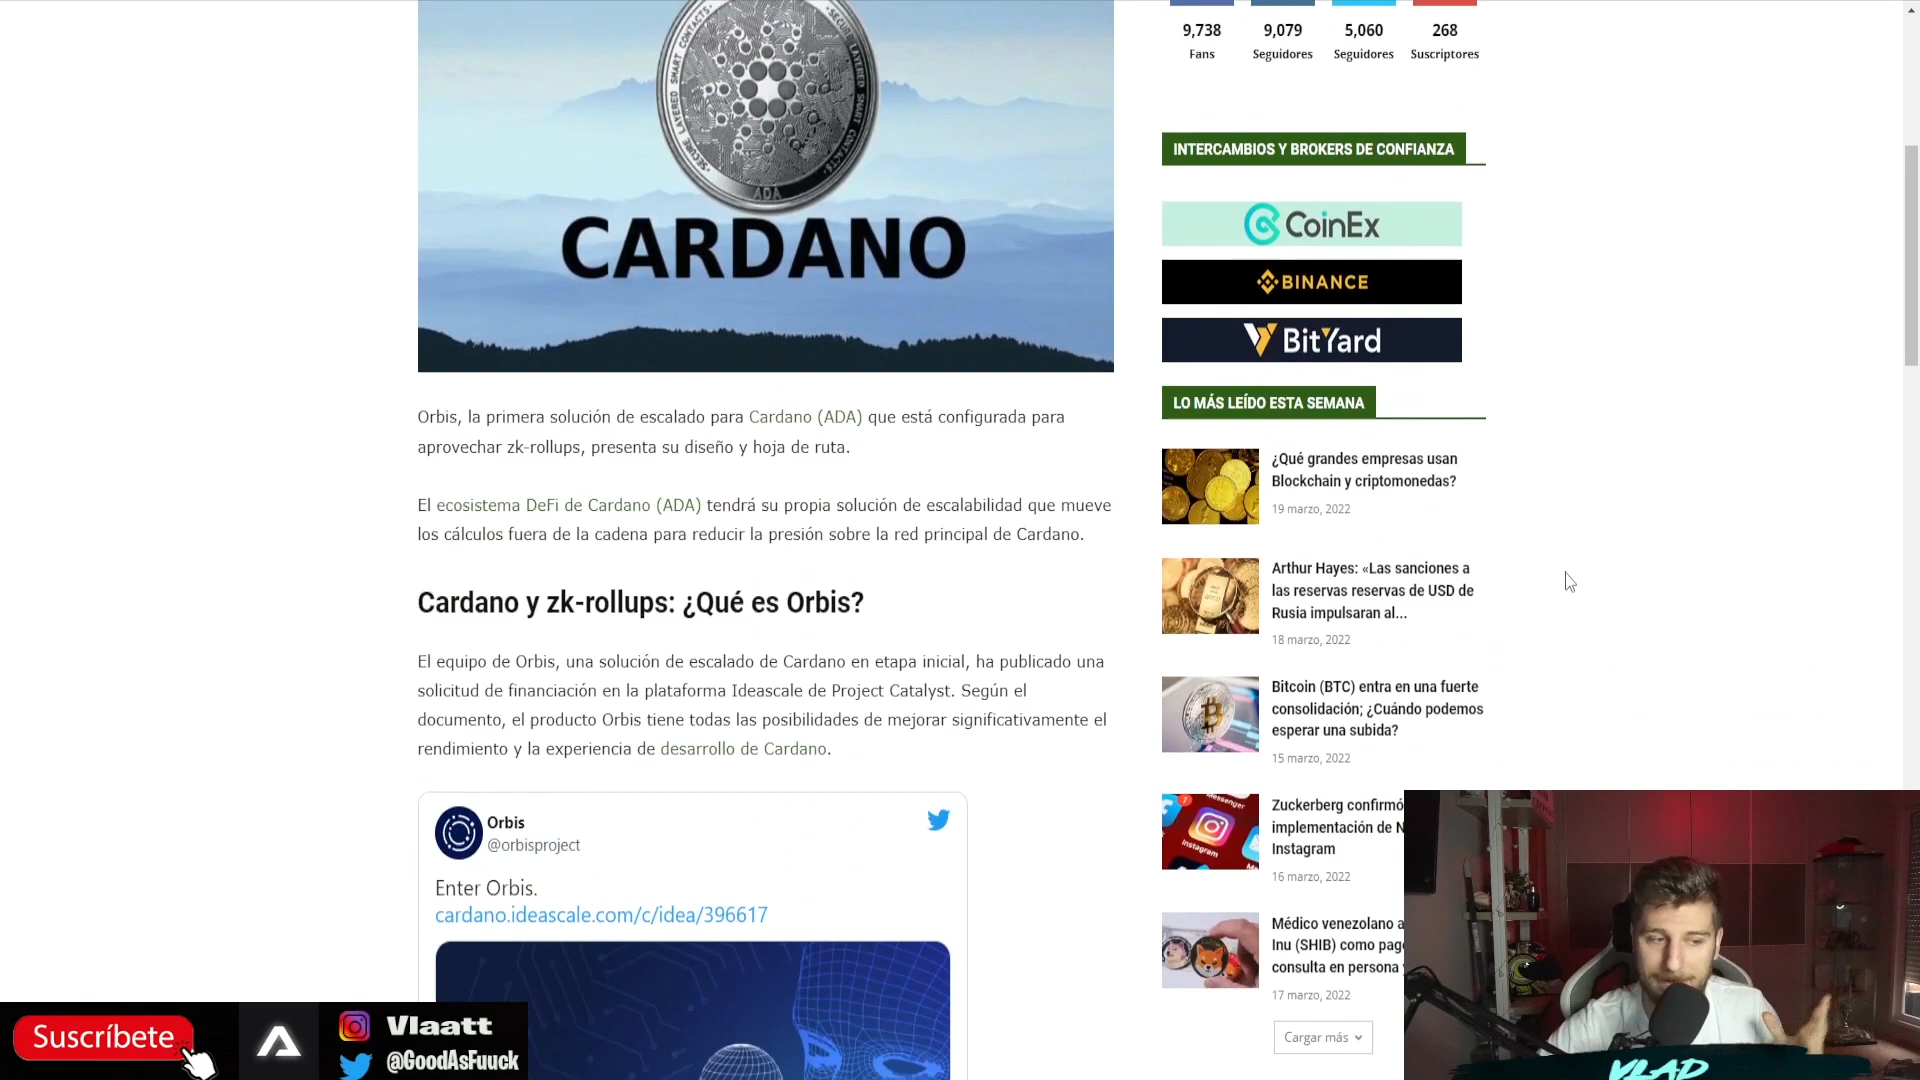 SECURE LAYERED SMART CONTRACTS
ADA
CARDANO
Orbis, la primera solución de escalado para Cardano (ADA) que está configurada para
aprovechar zk-rollups, presenta su diseño y hoja de ruta.
El ecosistema DeFi de Cardano (ADA) tendrá su propia solución de escalabilidad que mueve
los cálculos fuera de la cadena para reducir la presión sobre la red principal de Cardano.
Cardano y zk-rollups: ¿Qué es Orbis?
El equipo de Orbis, una solución de escalado de Cardano en etapa inicial, ha publicado una
solicitud de financiación en la plataforma Ideascale de Project Catalyst. Según el
documento, el producto Orbis tiene todas las posibilidades de mejorar significativamente el
rendimiento y la experiencia de desarrollo de Cardano.
Orbis
@orbisproject
Enter Orbis.
cardano.ideascale.com/c/idea/396617
9,738 9,079 5,060 268
Fans Seguidores Seguidores Suscriptores
INTERCAMBIOS Y BROKERS DE CONFIANZA
CoinEx
BINANCE
BitYard
LO MÁS LEÍDO ESTA SEMANA
¿Qué grandes empresas usan
Blockchain y criptomonedas?
19 marzo, 2022
Arthur Hayes: «Las sanciones a
las reservas reservas de USD de
Rusia impulsaran al...
18 marzo, 2022
Bitcoin (BTC) entra en una fuerte
consolidación; ¿Cuándo podemos
esperar una subida?
15 marzo, 2022
Messenger
Instagram
Zuckerberg confirmó
implementación de N
Instagram
16 marzo, 2022
Médico venezolano a
Inu (SHIB) como pag
consulta en persona
17 marzo, 2022
Cargar más
Suscríbete
Vlaatt
@GoodAsFuuck
VLAD